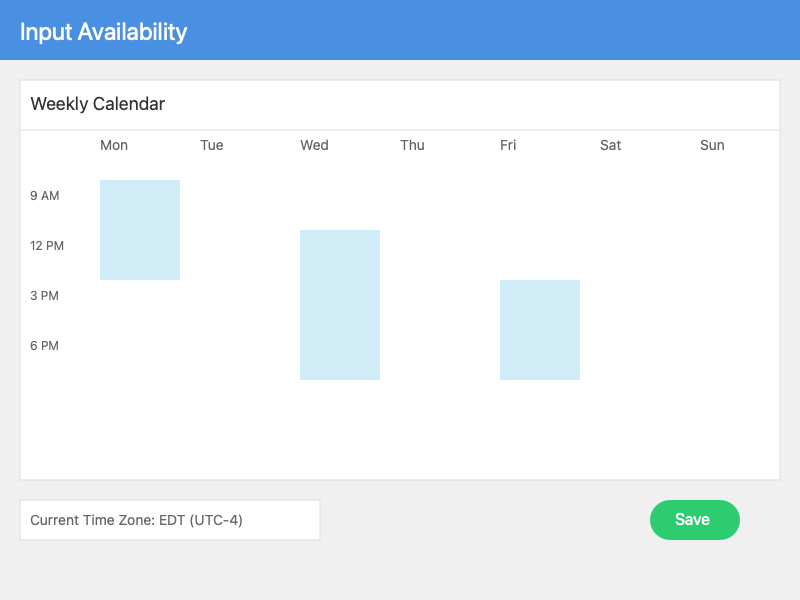 Input Availability
Weekly Calendar
Mon Tue Wed Thu Fri Sat Sun
9 AM
12 PM
3 PM
6 PM
Current Time Zone: EDT (UTC-4)
Save